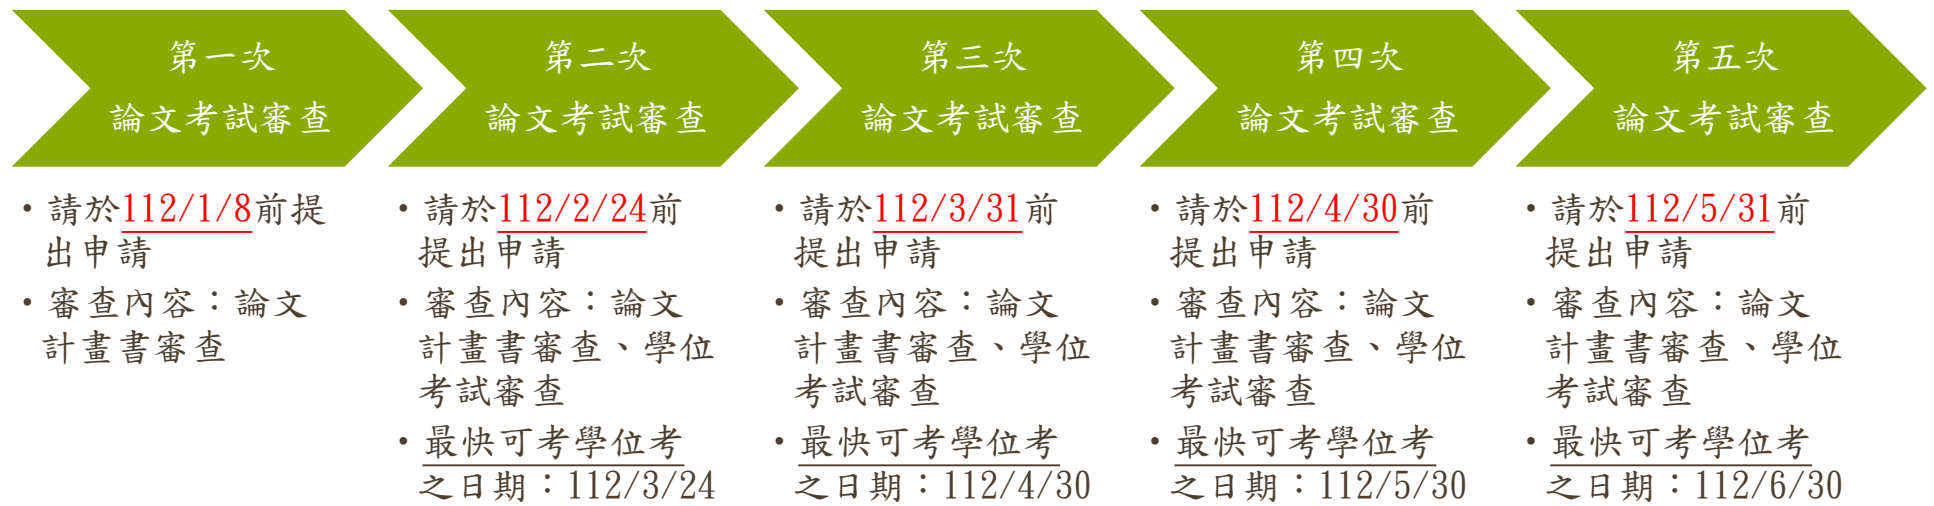 第一次
論文考試審查
•請於112/1/8前提
出申請
•審查內容：論文
計畫書審查
第二次
論文考試審查
•請於112/2/24前
提出申請
•審查內容：論文
計畫書審查、學位
考試審查
•最快可考學位考
之日期：112/3/24
第三次
論文考試審查
•請於112/3/31前
提出申請
•審查內容：論文
計畫書審查、學位
考試審查
•最快可考學位考
之日期：112/4/30
第四次
論文考試審查
•請於112/4/30前
提出申請
•審查內容：論文
計畫書審查、學位
考試審查
•最快可考學位考
之日期：112/5/30
第五次
論文考試審查
•請於112/5/31前
提出申請
•審查內容：論文
計畫書審查、學位
考試審查
•最快可考學位考
之日期：112/6/30